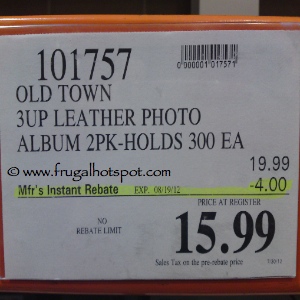 101757
0000001017571
OLD TOWN
3UP LEATHER PHOTO
ALBUM 2PK-HOLDS 300 EA
www.frugalhotspot.com
19.99
Mfr's Instant Rebate EXP. 08/19/12 -4.00
PRICE AT REGISTER
NO
REBATE LIMIT
15.99
Sales Tax on the pre-rebate price